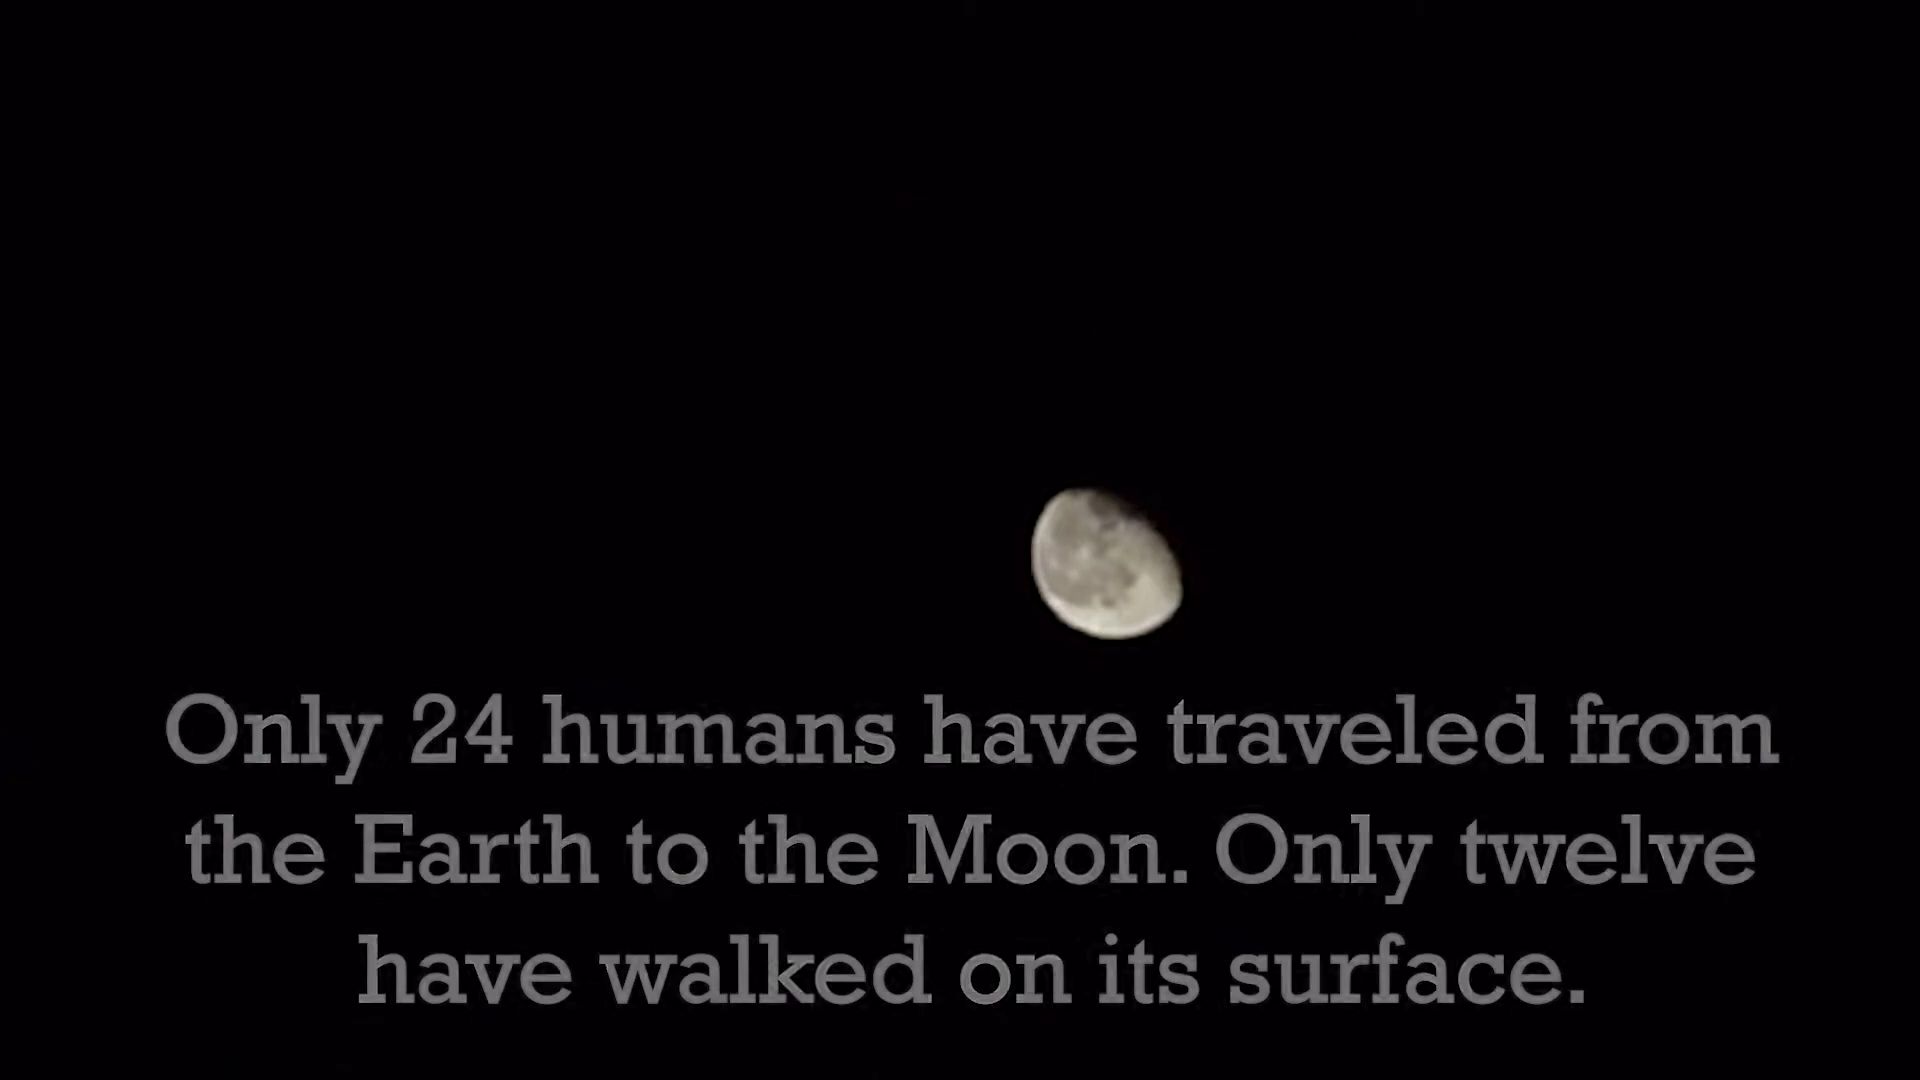 Only 24 humans have traveled from
the Earth to the Moon. Only twelve
have walked on its surface.